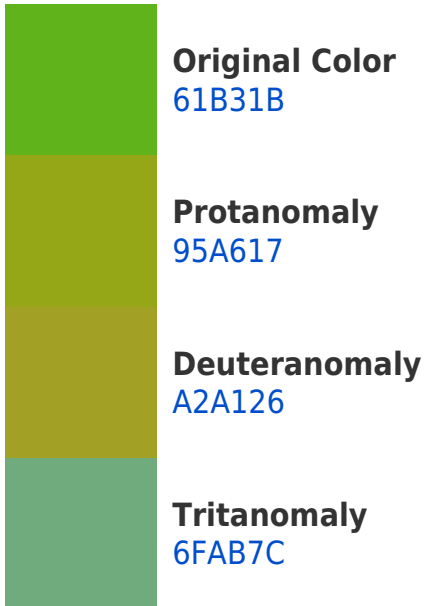 Original Color
61B31B
Protanomaly
95A617
Deuteranomaly
A2A126
Tritanomaly
6FAB7C